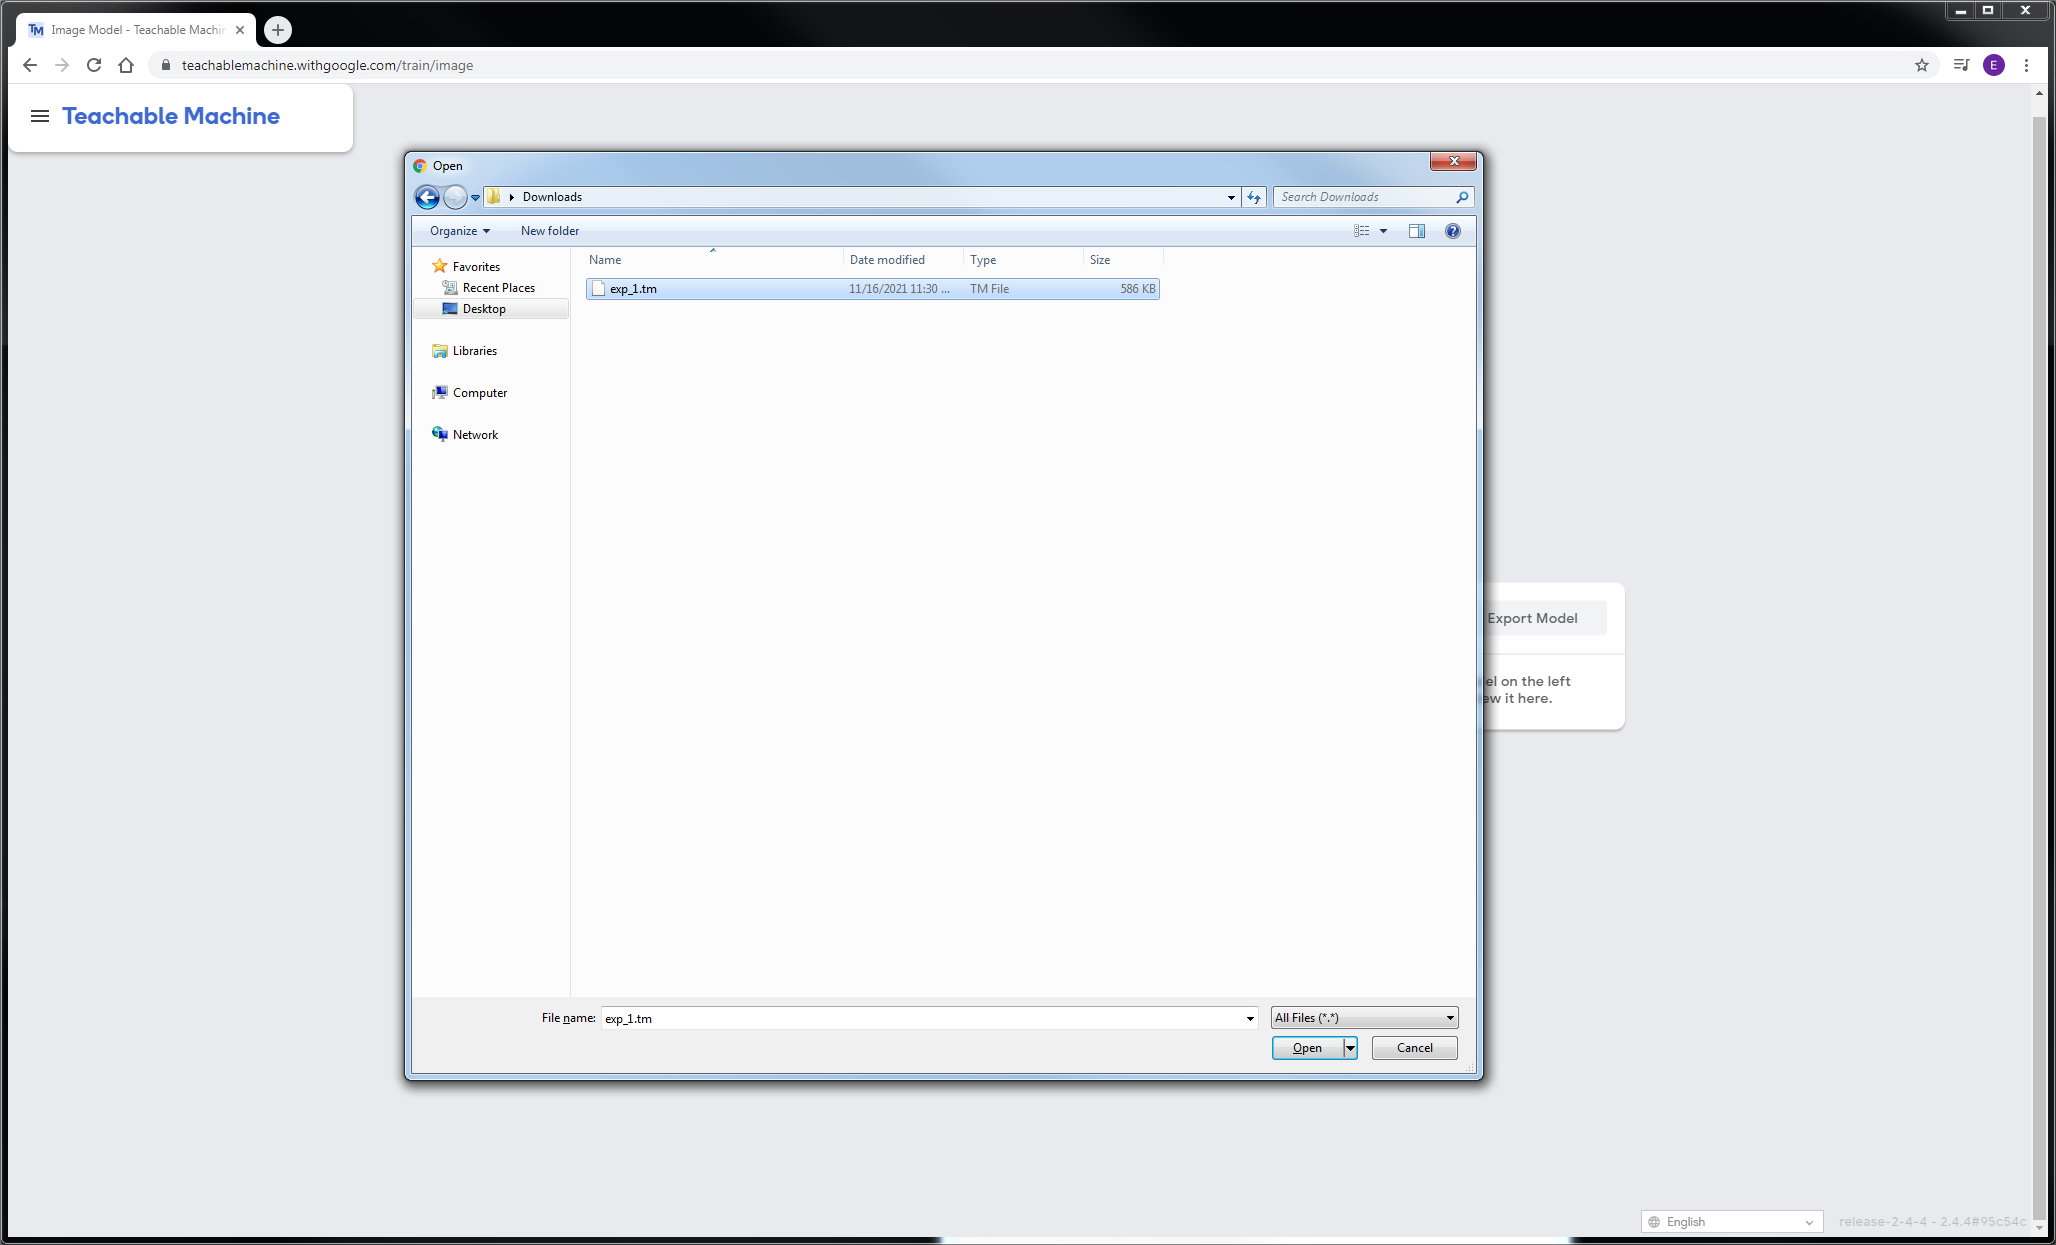 Image Model - Teachable Machin
teachablemachine.withgoogle.com/train/image
E
Teachable Machine
Open
Downloads
Search Downloads
Organize
New folder
Name
Date modified
Type
Size
exp_1.tm
11/16/2021 11:30 ...
TM File
586 KB
Favorites
Recent Places
Desktop
Libraries
Computer
Network
Export Model
el on the left
ew it here.
File name:
exp_1.tm
All Files (*.*)
Open
Cancel
English
release-2-4-4 - 2.4.4#95c54c